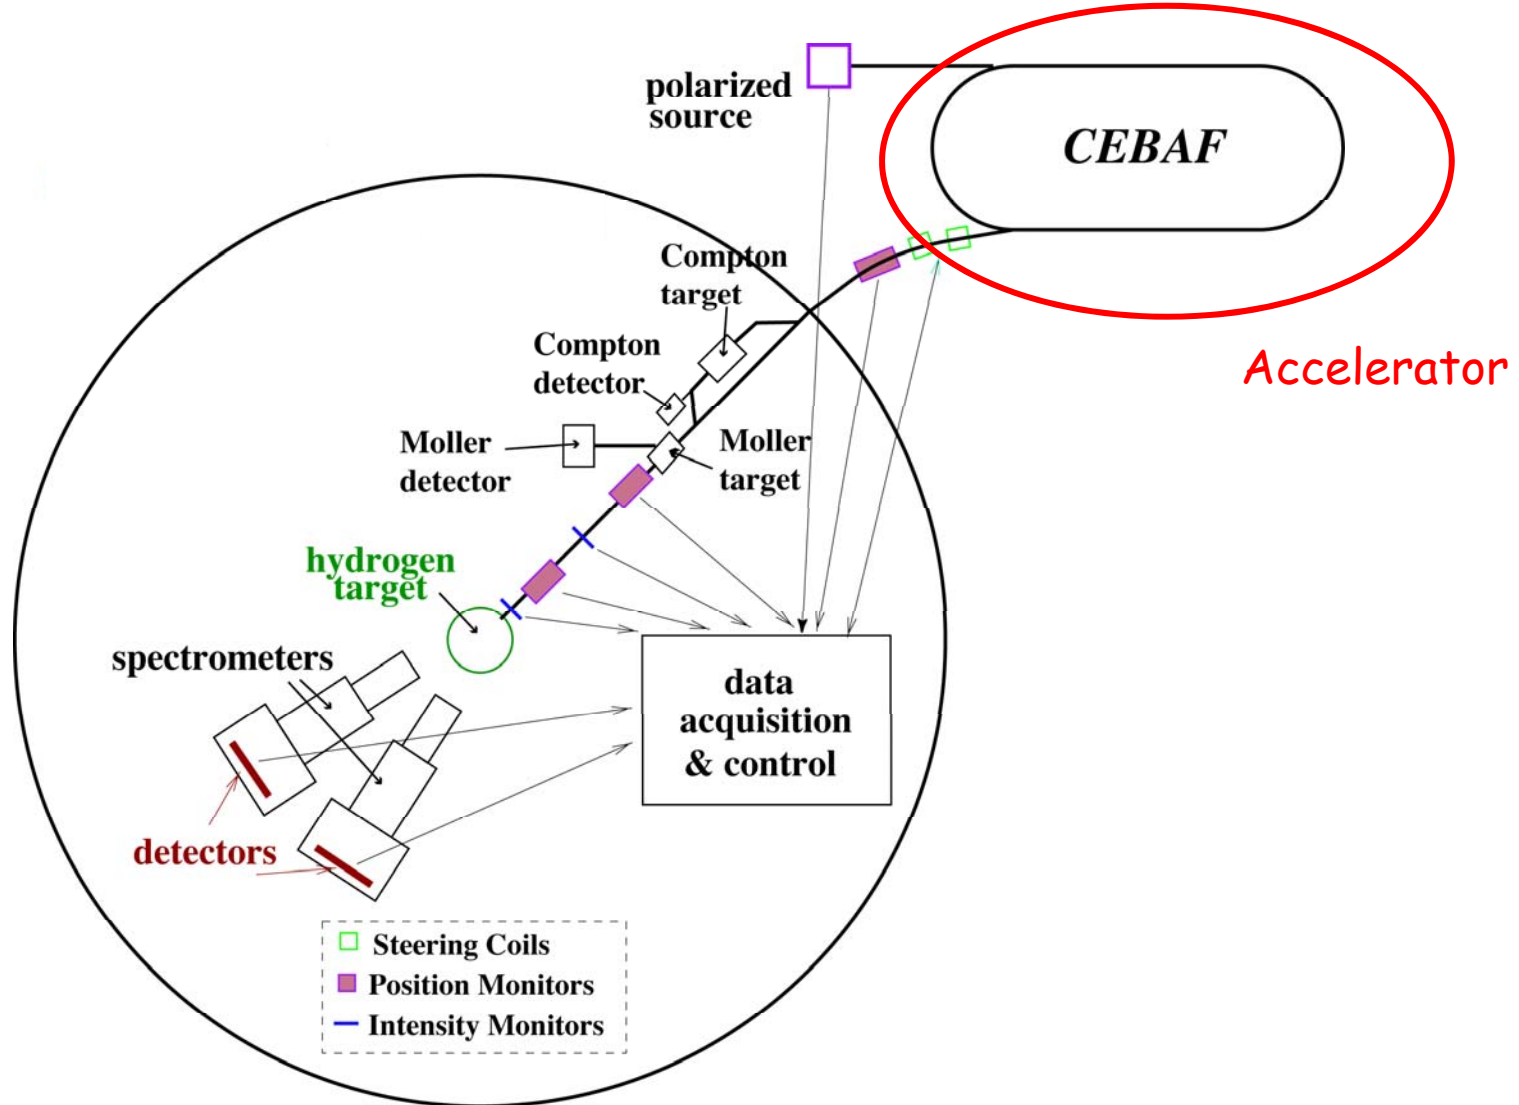 polarized
source
CEBAF
Accelerator
Compton
target
Compton
detector
Moller
detector
Moller
target
hydrogen
target
spectrometers
data
acquisition
& control
detectors
Steering Coils
Position Monitors
Intensity Monitors